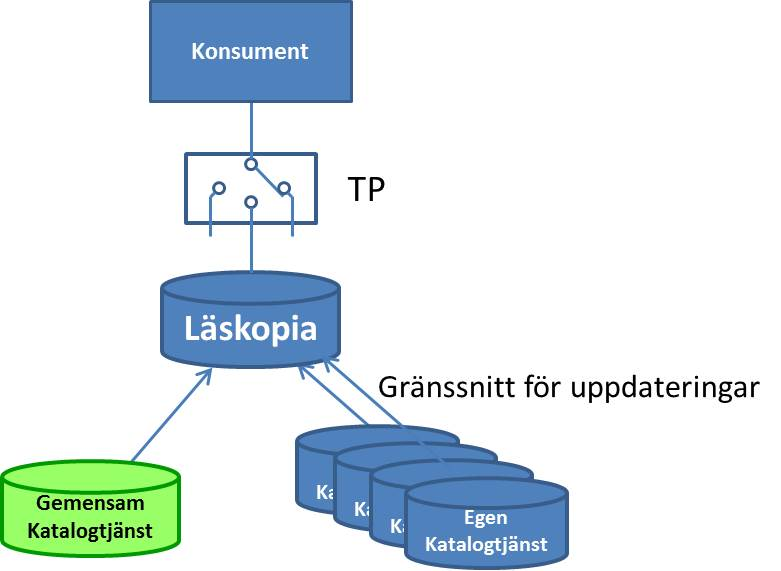 Konsument
TP
Läskopia
Gränssnitt för uppdateringar
Gemensam
Katalogtjänst
Egen
Katalogtjänst